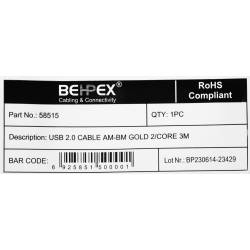 BEHPEX®
Cabling & Connectivity
RoHS
Compliant
Part No.: 58515
QTY: 1PC
Description: USB 2.0 CABLE AM-BM GOLD 2/CORE 3M
BAR CODE:
6 925851 500001
Lot Nr.: BP230614-23429